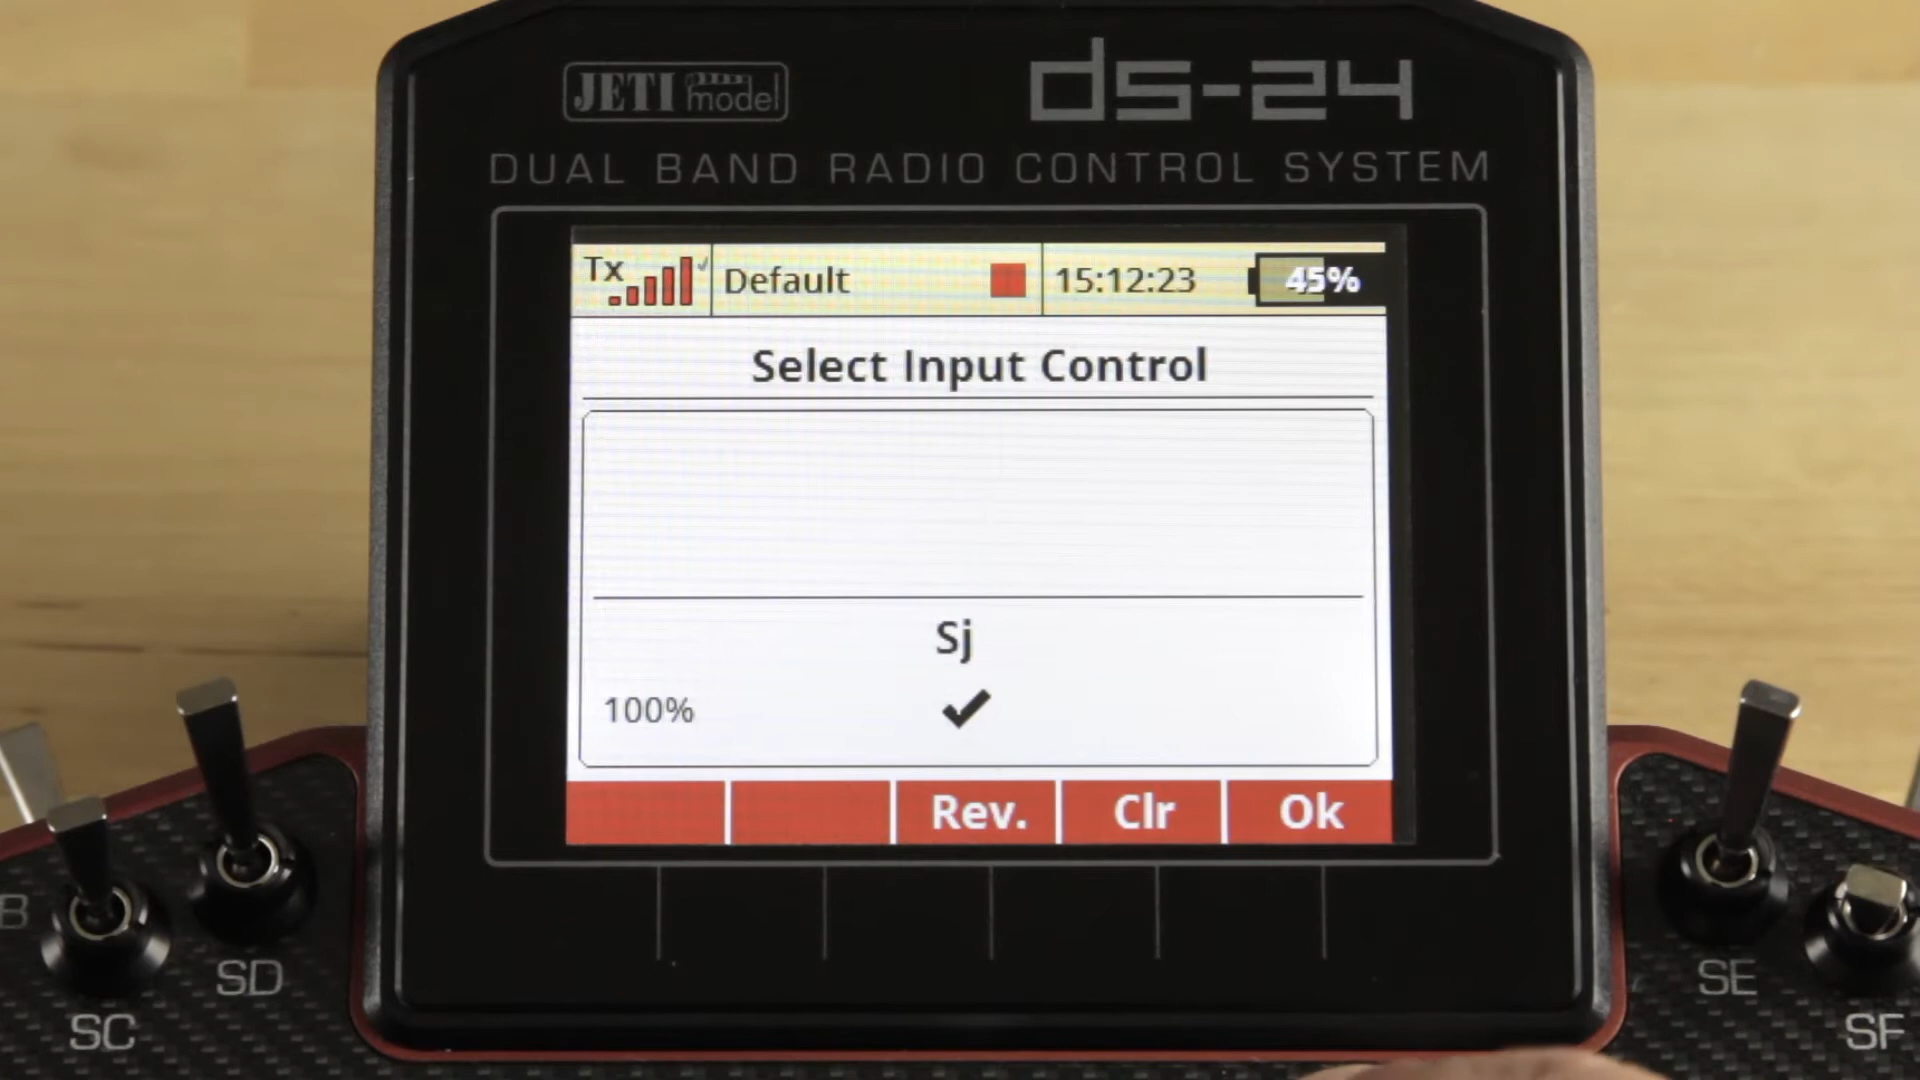 JETI model
ds-24
DUAL BAND RADIO CONTROL SYSTEM
Tx Default 15:12:23 45%
Select Input Control
Sj
100%
Rev. Clr Ok
B
SD
SE
SC
SF